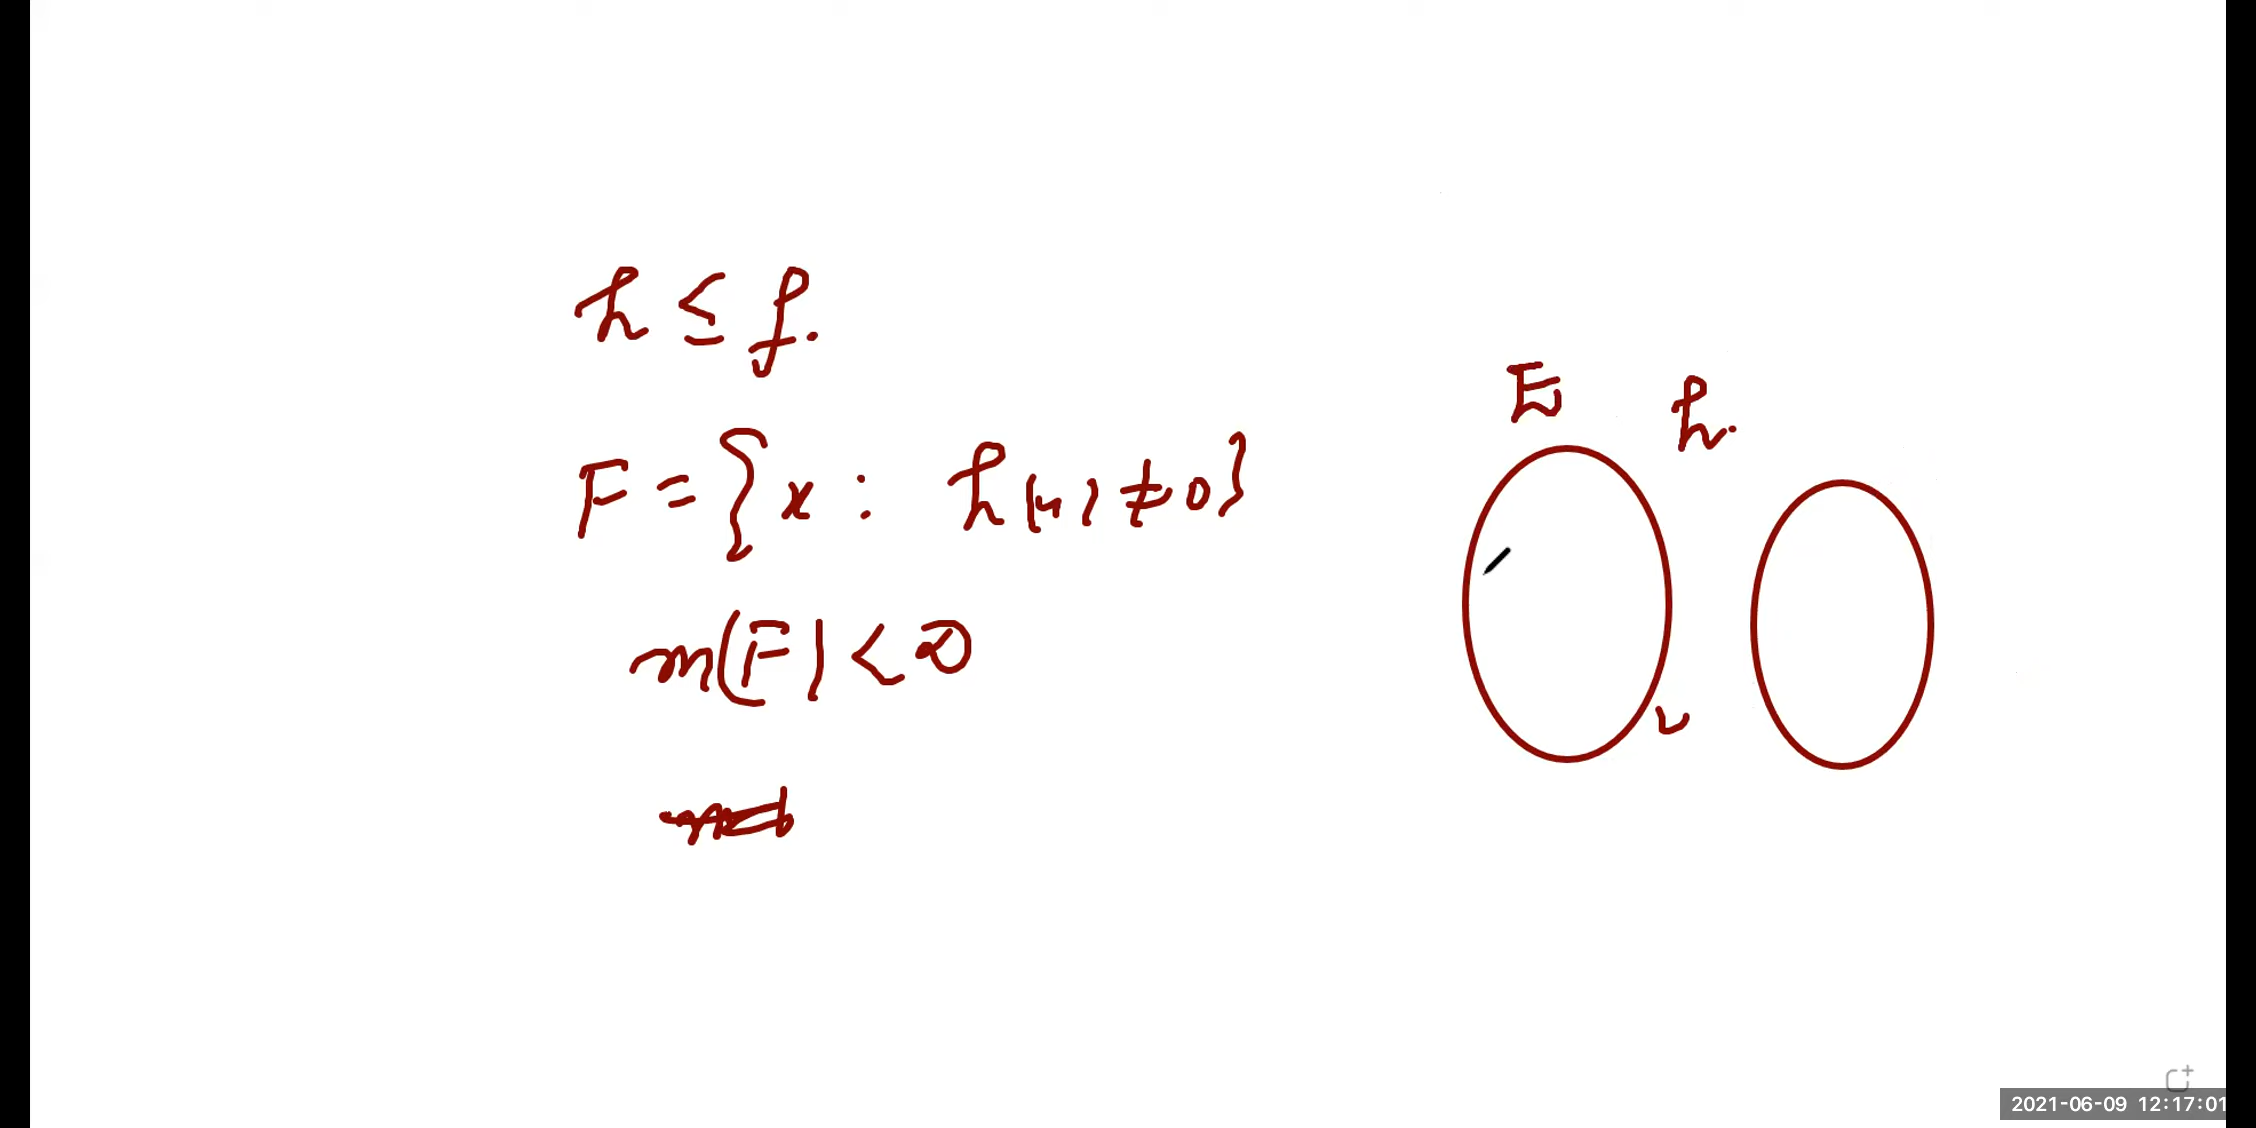 h ≤ f.
F = { x : h(x) ≠ 0 }
m(F) < ∞
E h.
2021-06-09 12:17:01